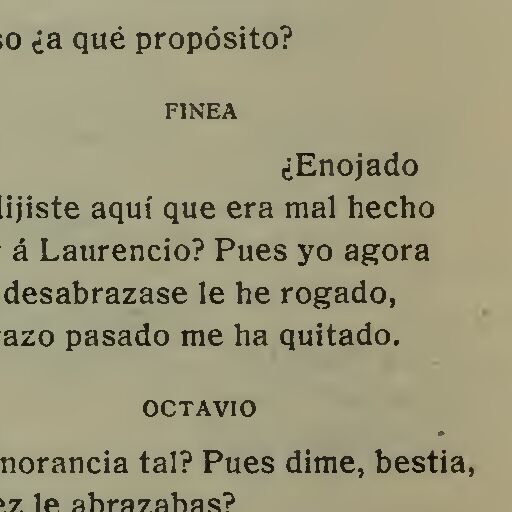 so ¿a qué propósito?
FINEA
¿Enojado
dijiste aquí que era mal hecho
á Laurencio? Pues yo agora
desabrazase le he rogado,
razo pasado me ha quitado.
OCTAVIO
norancia tal? Pues dime, bestia,
ez le abrazabas?